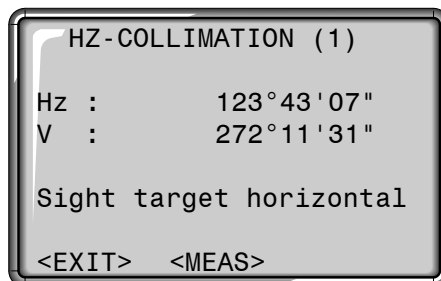 HZ-COLLIMATION (1)
Hz : 123°43'07"
V : 272°11'31"
Sight target horizontal
<EXIT> <MEAS>